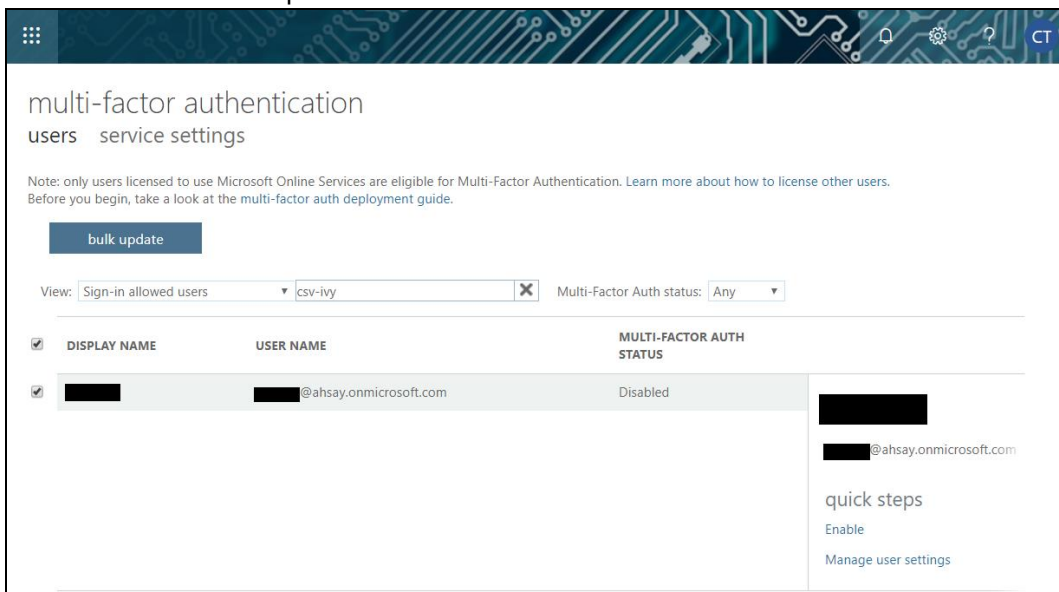 CT
multi-factor authentication
users service settings
Note: only users licensed to use Microsoft Online Services are eligible for Multi-Factor Authentication. Learn more about how to license other users.
Before you begin, take a look at the multi-factor auth deployment guide.
bulk update
View: Sign-in allowed users csv-ivy Multi-Factor Auth status: Any
DISPLAY NAME USER NAME MULTI-FACTOR AUTH STATUS
@ahsay.onmicrosoft.com Disabled
@ahsay.onmicrosoft.com
quick steps
Enable
Manage user settings